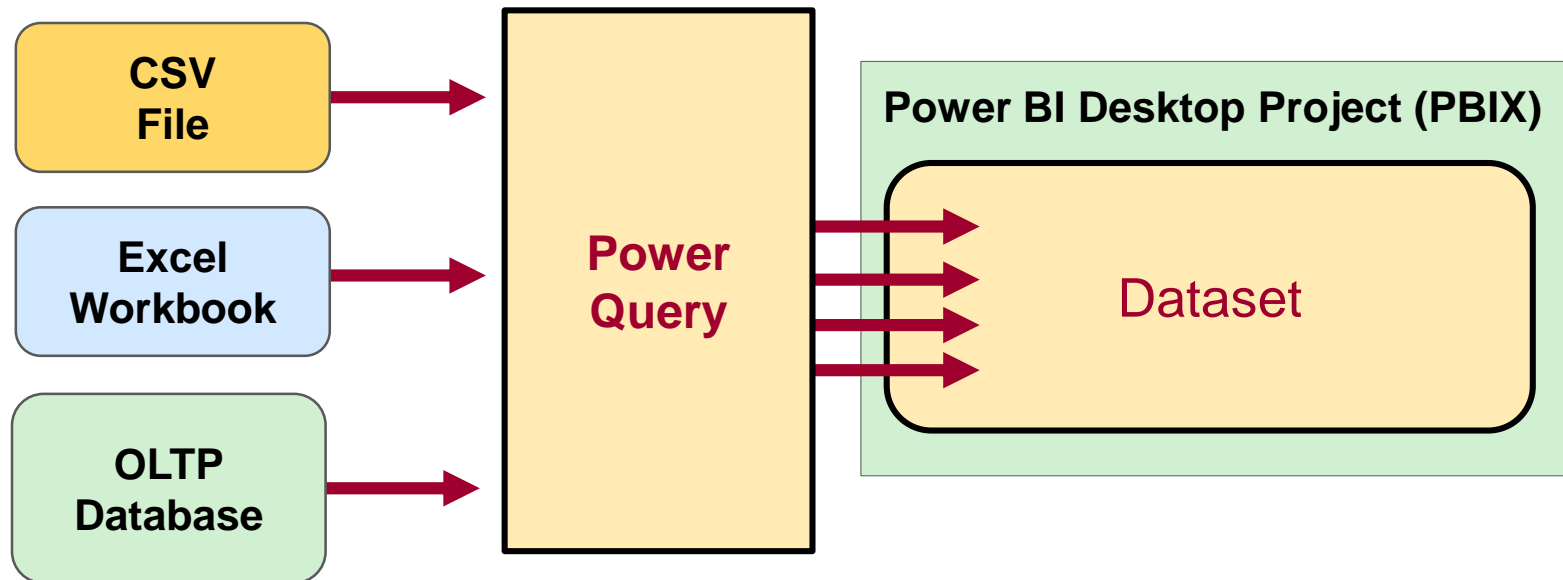 CSV
File
Excel
Workbook
OLTP
Database
Power
Query
Power BI Desktop Project (PBIX)
Dataset